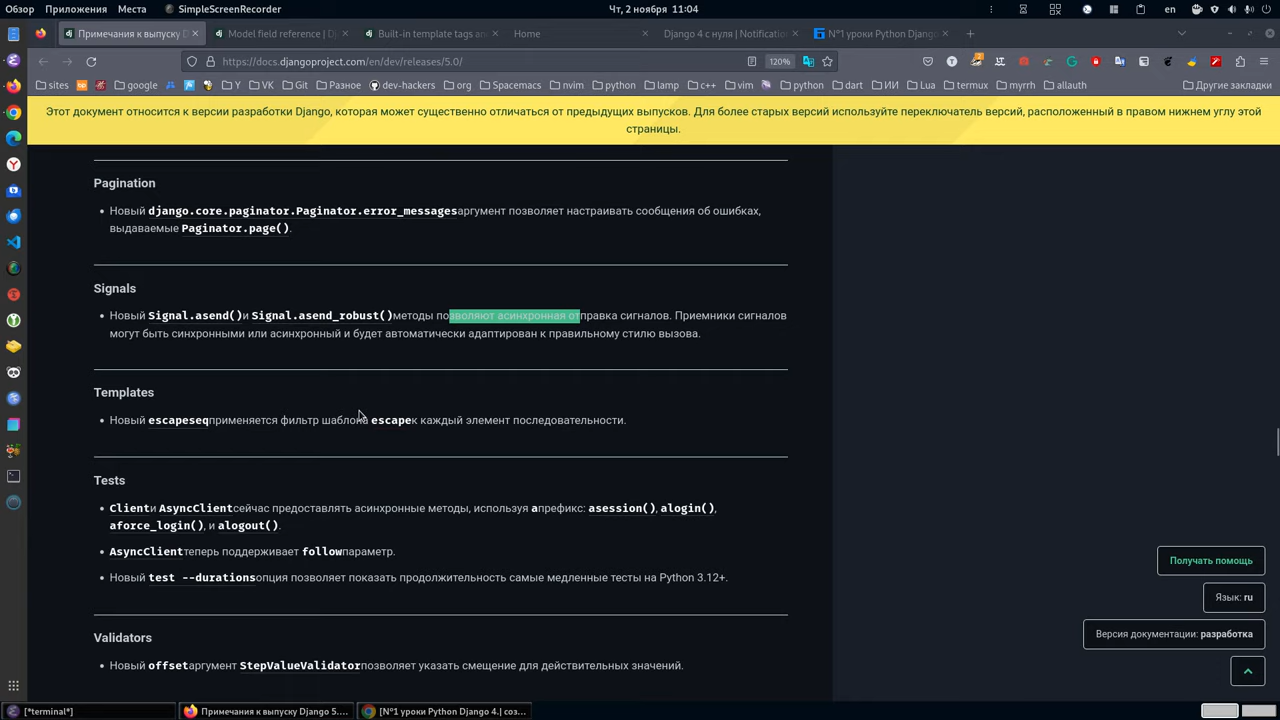 Обзор Приложения Места SimpleScreenRecorder Чт, 2 ноября 11:04 en
Примечания к выпуску D Model field reference | D Built-in template tags an Home Django 4 с нуля | Notification №1 уроки Python Django
https://docs.djangoproject.com/en/dev/releases/5.0/ 120%
sites google Y VK Git Разное dev-hackers org Spacemacs nvim python lamp c++ vim python dart ИИ Lua termux myrrh allauth Другие закладки
Этот документ относится к версии разработки Django, которая может существенно отличаться от предыдущих выпусков. Для более старых версий используйте переключатель версий, расположенный в правом нижнем углу этой
страницы.
Pagination
Новый django.core.paginator.Paginator.error_messagesаргумент позволяет настраивать сообщения об ошибках,
выдаваемые Paginator.page().
Signals
Новый Signal.asend()и Signal.asend_robust()методы позволяют асинхронная отправка сигналов. Приемники сигналов
могут быть синхронными или асинхронный и будет автоматически адаптирован к правильному стилю вызова.
Templates
Новый escapeseqприменяется фильтр шаблона escapeк каждый элемент последовательности.
Tests
Clientи AsyncClientсейчас предоставлять асинхронные методы, используя aпрефикс: asession(), alogin(),
aforce_login(), и alogout().
AsyncClientтеперь поддерживает followпараметр.
Новый test --durationsопция позволяет показать продолжительность самые медленные тесты на Python 3.12+.
Validators
Новый offsetаргумент StepValueValidatorпозволяет указать смещение для действительных значений.
Получать помощь
Язык: ru
Версия документации: разработка
[*terminal*] Примечания к выпуску Django 5.... [№1 уроки Python Django 4.| соз...